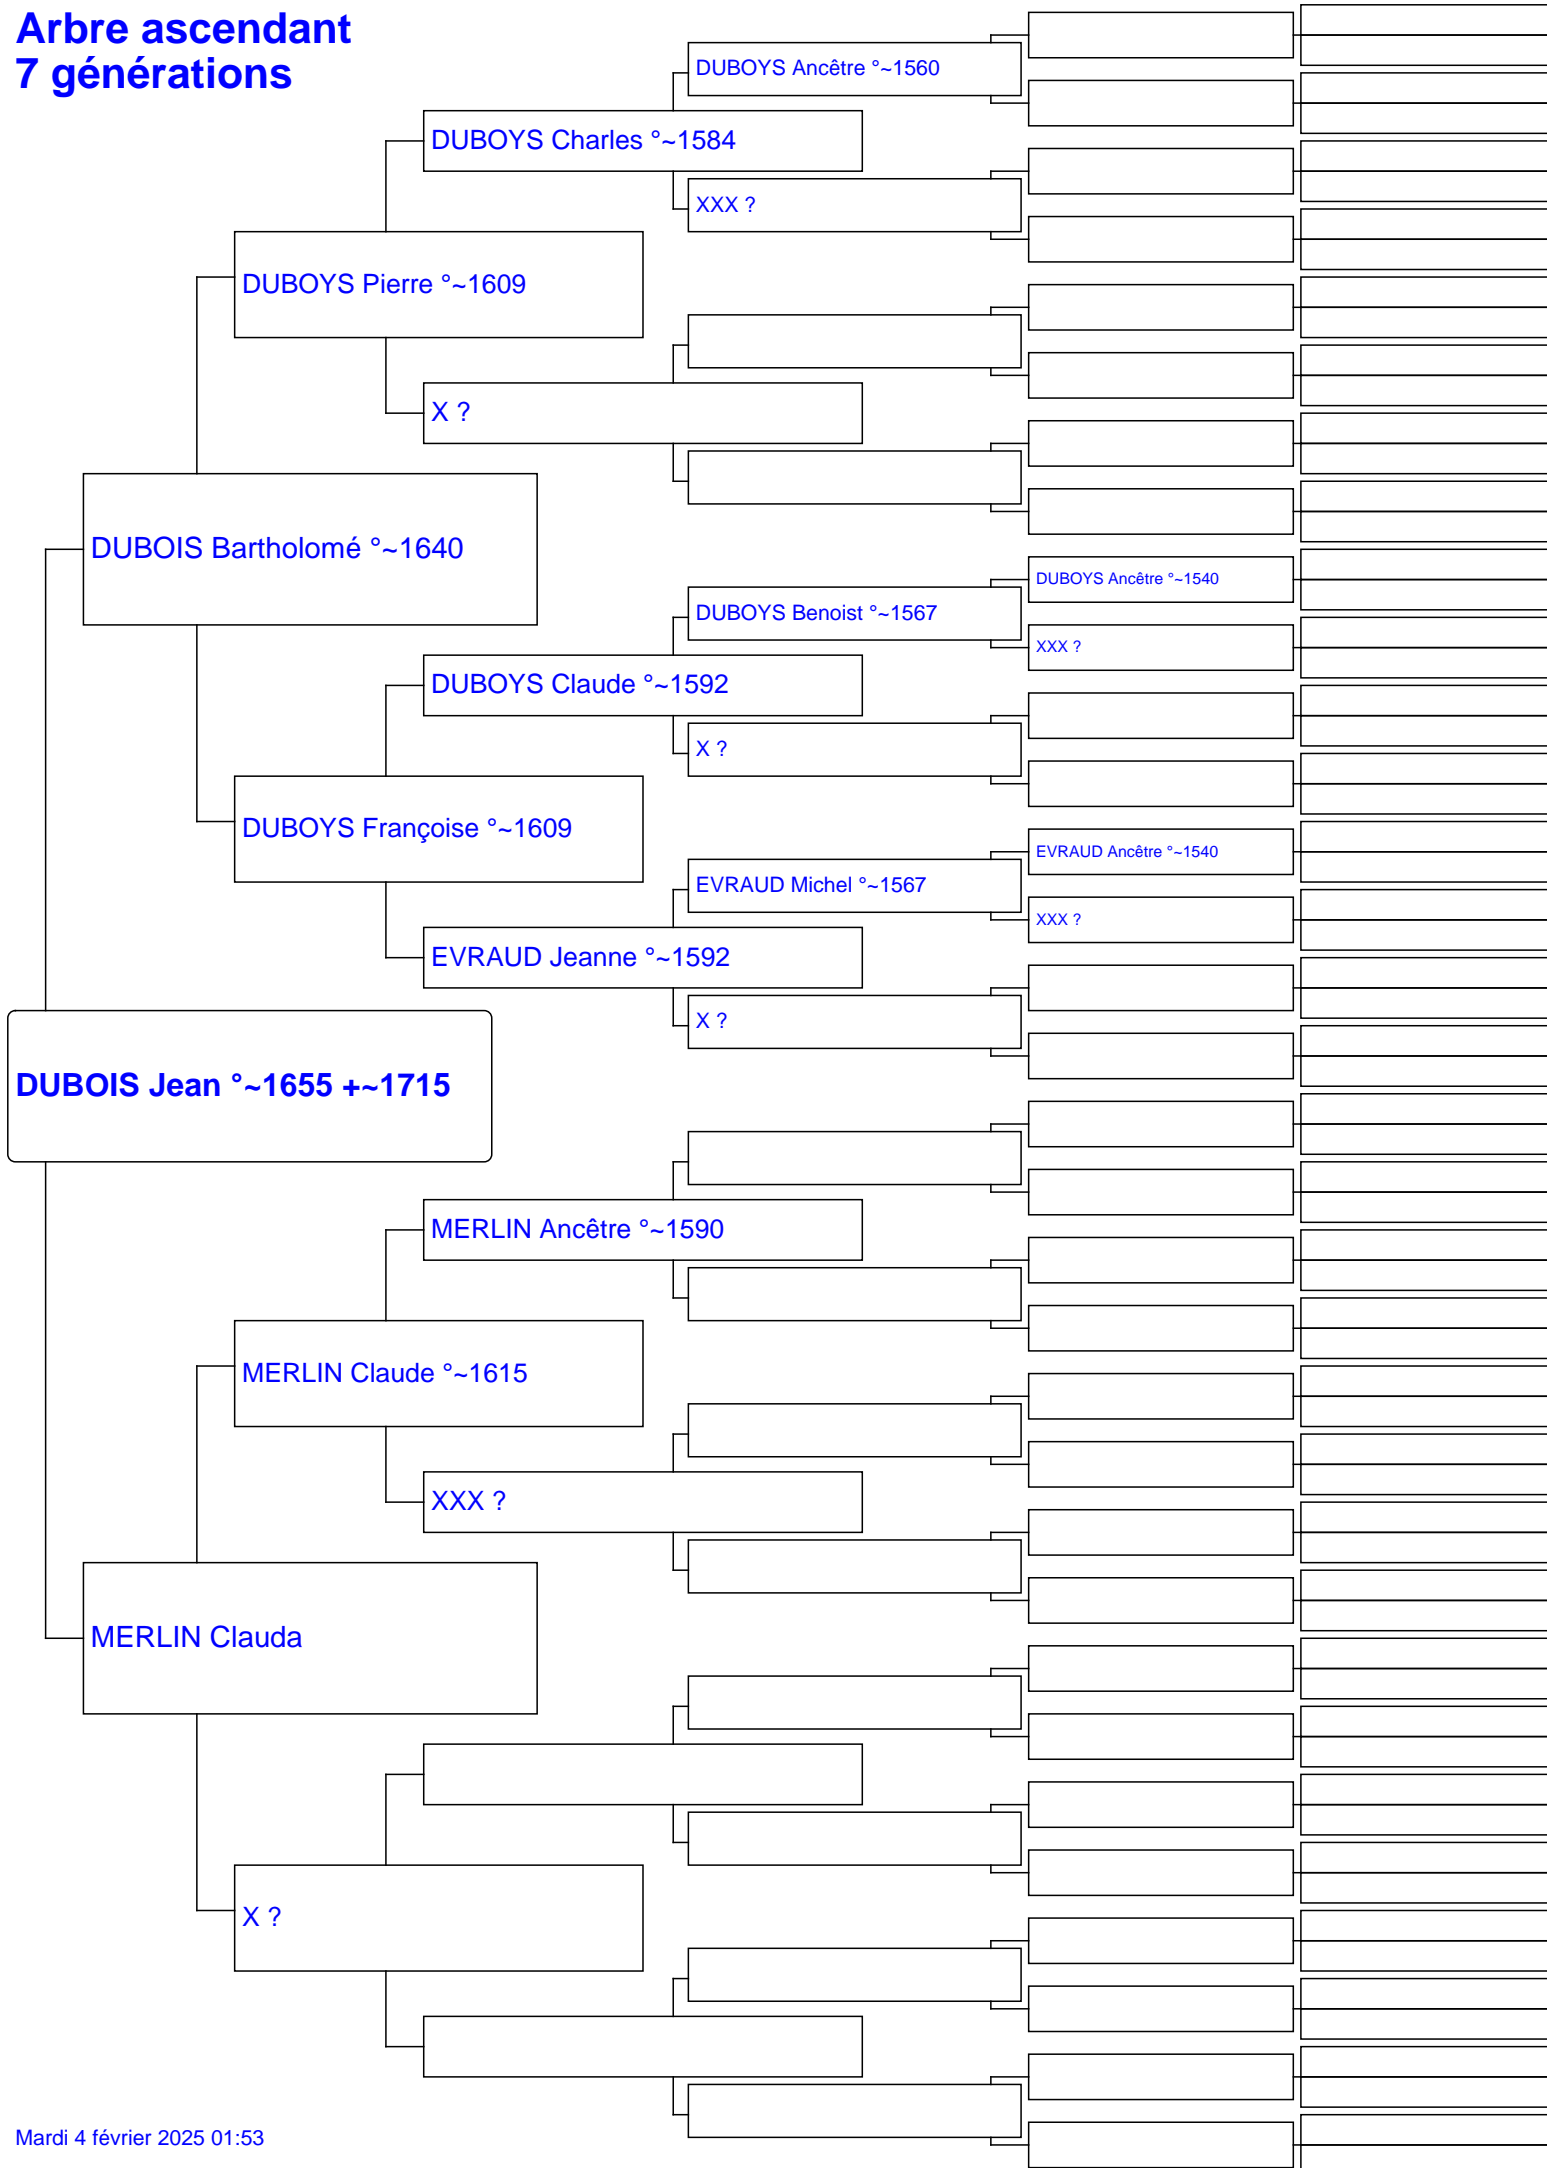 Arbre ascendant
7 générations
DUBOYS Ancêtre °~1560
DUBOYS Charles °~1584
XXX ?
DUBOYS Pierre °~1609
X ?
DUBOIS Bartholomé °~1640
DUBOYS Ancêtre °~1540
DUBOYS Benoist °~1567
XXX ?
DUBOYS Claude °~1592
X ?
DUBOYS Françoise °~1609
EVRAUD Ancêtre °~1540
EVRAUD Michel °~1567
XXX ?
EVRAUD Jeanne °~1592
X ?
DUBOIS Jean °~1655 +~1715
MERLIN Ancêtre °~1590
MERLIN Claude °~1615
XXX ?
MERLIN Clauda
X ?
Mardi 4 février 2025 01:53